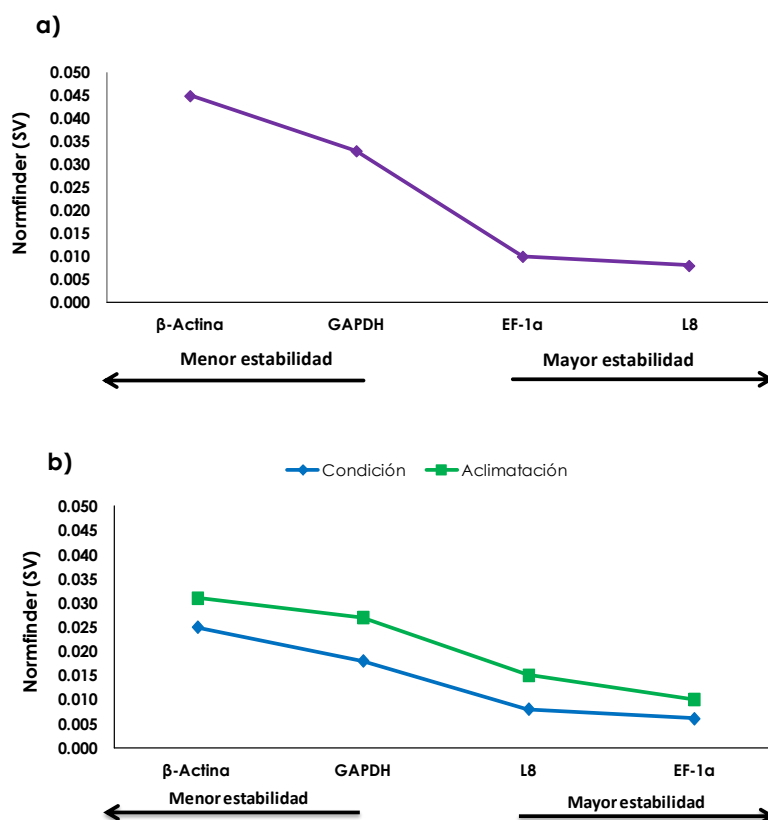 a)
Normfinder (SV)
0.050
0.045
0.040
0.035
0.030
0.025
0.020
0.015
0.010
0.005
0.000
β-Actina GAPDH EF-1a L8
Menor estabilidad Mayor estabilidad
b)
Condición Aclimatación
Normfinder (SV)
0.050
0.045
0.040
0.035
0.030
0.025
0.020
0.015
0.010
0.005
0.000
β-Actina GAPDH L8 EF-1a
Menor estabilidad Mayor estabilidad